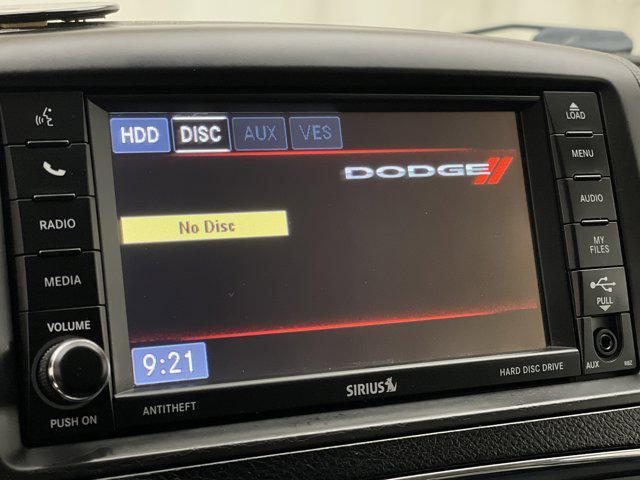 HDD DISC AUX VES
DODGE
No Disc
9:21
RADIO
MEDIA
VOLUME
PUSH ON
ANTITHEFT
SIRIUS
HARD DISC DRIVE
LOAD
MENU
AUDIO
MY
FILES
PULL
AUX